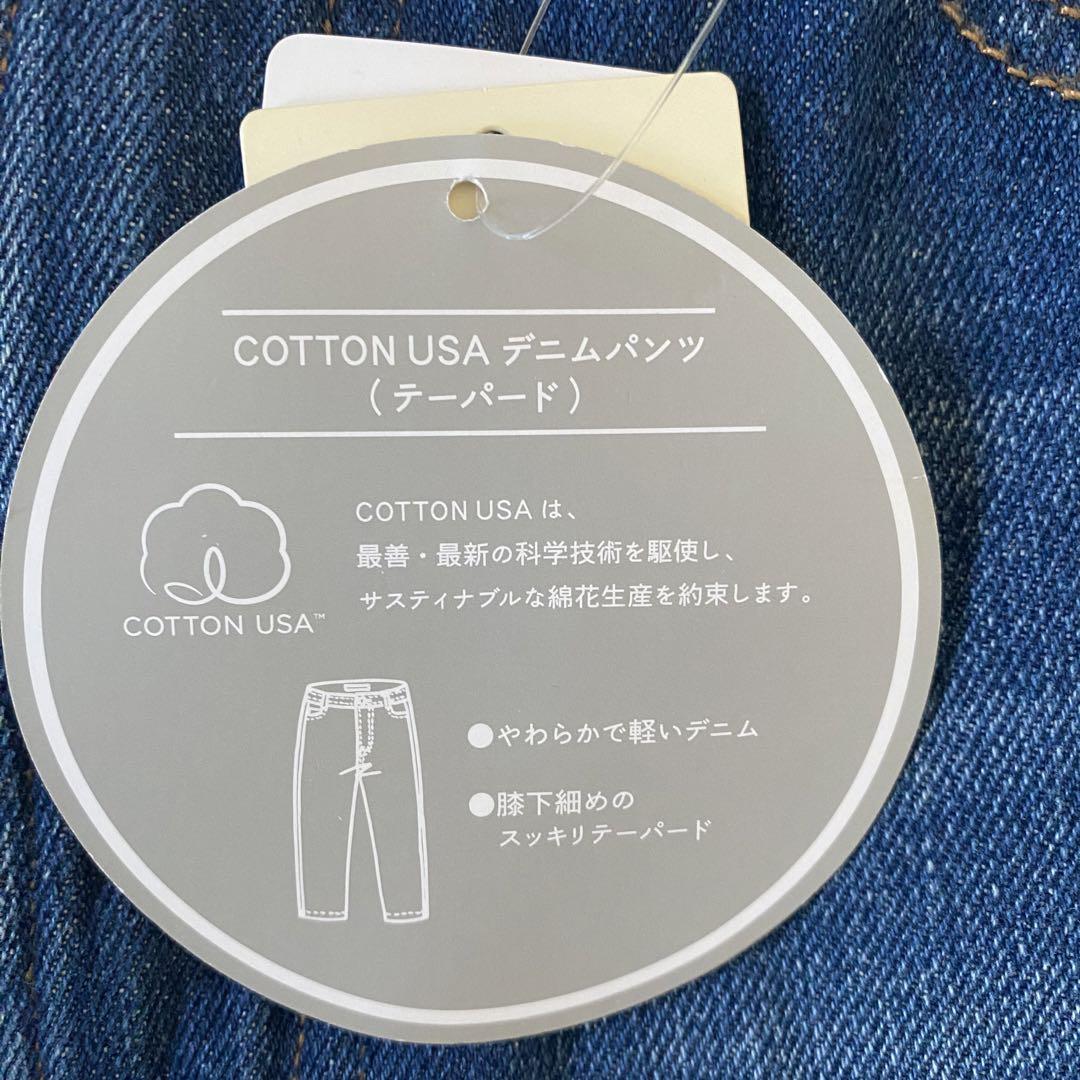 COTTON USA デニムパンツ
(テーパード)
COTTON USA は、
最善・最新の科学技術を駆使し、
サスティナブルな綿花生産を約束します。
COTTON USA™
●やわらかで軽いデニム
●膝下細めの
スッキリテーパード